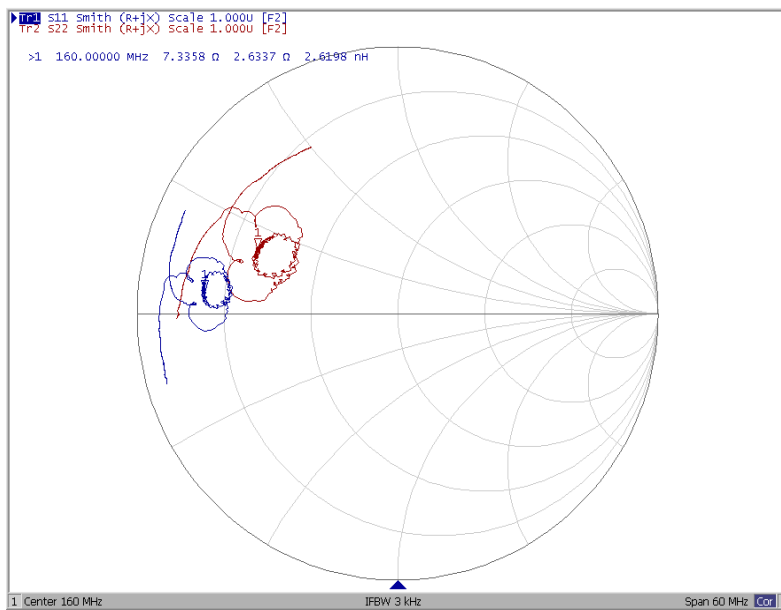 Tr1 S11 Smith (R+jX) Scale 1.000U [F2]
Tr2 S22 Smith (R+jX) Scale 1.000U [F2]
>1 160.00000 MHz 7.3358 Ω 2.6337 Ω 2.6198 nH
1
1
1 Center 160 MHz IFBW 3 kHz Span 60 MHz Cor